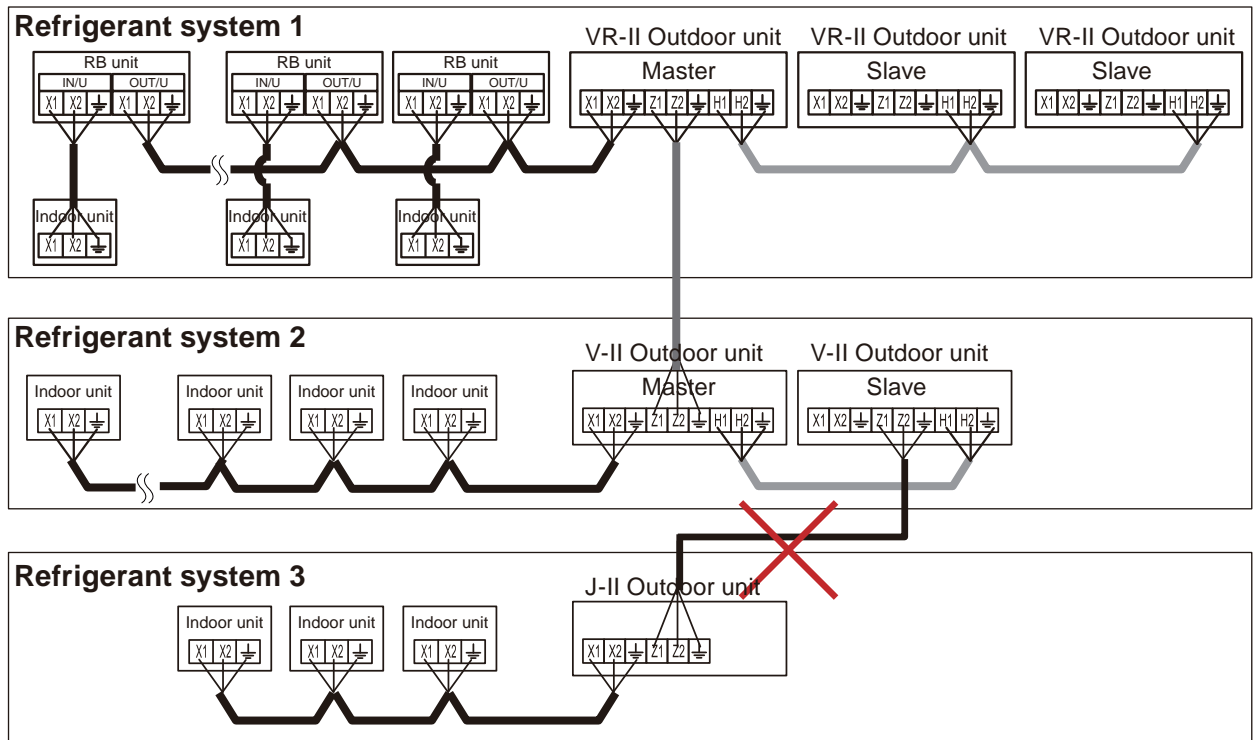 Refrigerant system 1
VR-II Outdoor unit VR-II Outdoor unit VR-II Outdoor unit
RB unit RB unit RB unit Master Slave Slave
IN/U OUT/U IN/U OUT/U IN/U OUT/U
X1 X2 X1 X2 X1 X2 X1 X2 X1 X2 X1 X2 X1 X2 Z1 Z2 H1 H2 X1 X2 Z1 Z2 H1 H2 X1 X2 Z1 Z2 H1 H2
Indoor unit Indoor unit Indoor unit
X1 X2 X1 X2 X1 X2
Refrigerant system 2
V-II Outdoor unit V-II Outdoor unit
Indoor unit Indoor unit Indoor unit Indoor unit Master Slave
X1 X2 X1 X2 X1 X2 X1 X2 X1 X2 Z1 Z2 H1 H2 X1 X2 Z1 Z2 H1 H2
Refrigerant system 3
J-II Outdoor unit
Indoor unit Indoor unit Indoor unit
X1 X2 X1 X2 X1 X2 X1 X2 Z1 Z2